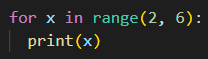 for x in range(2, 6):
  print(x)